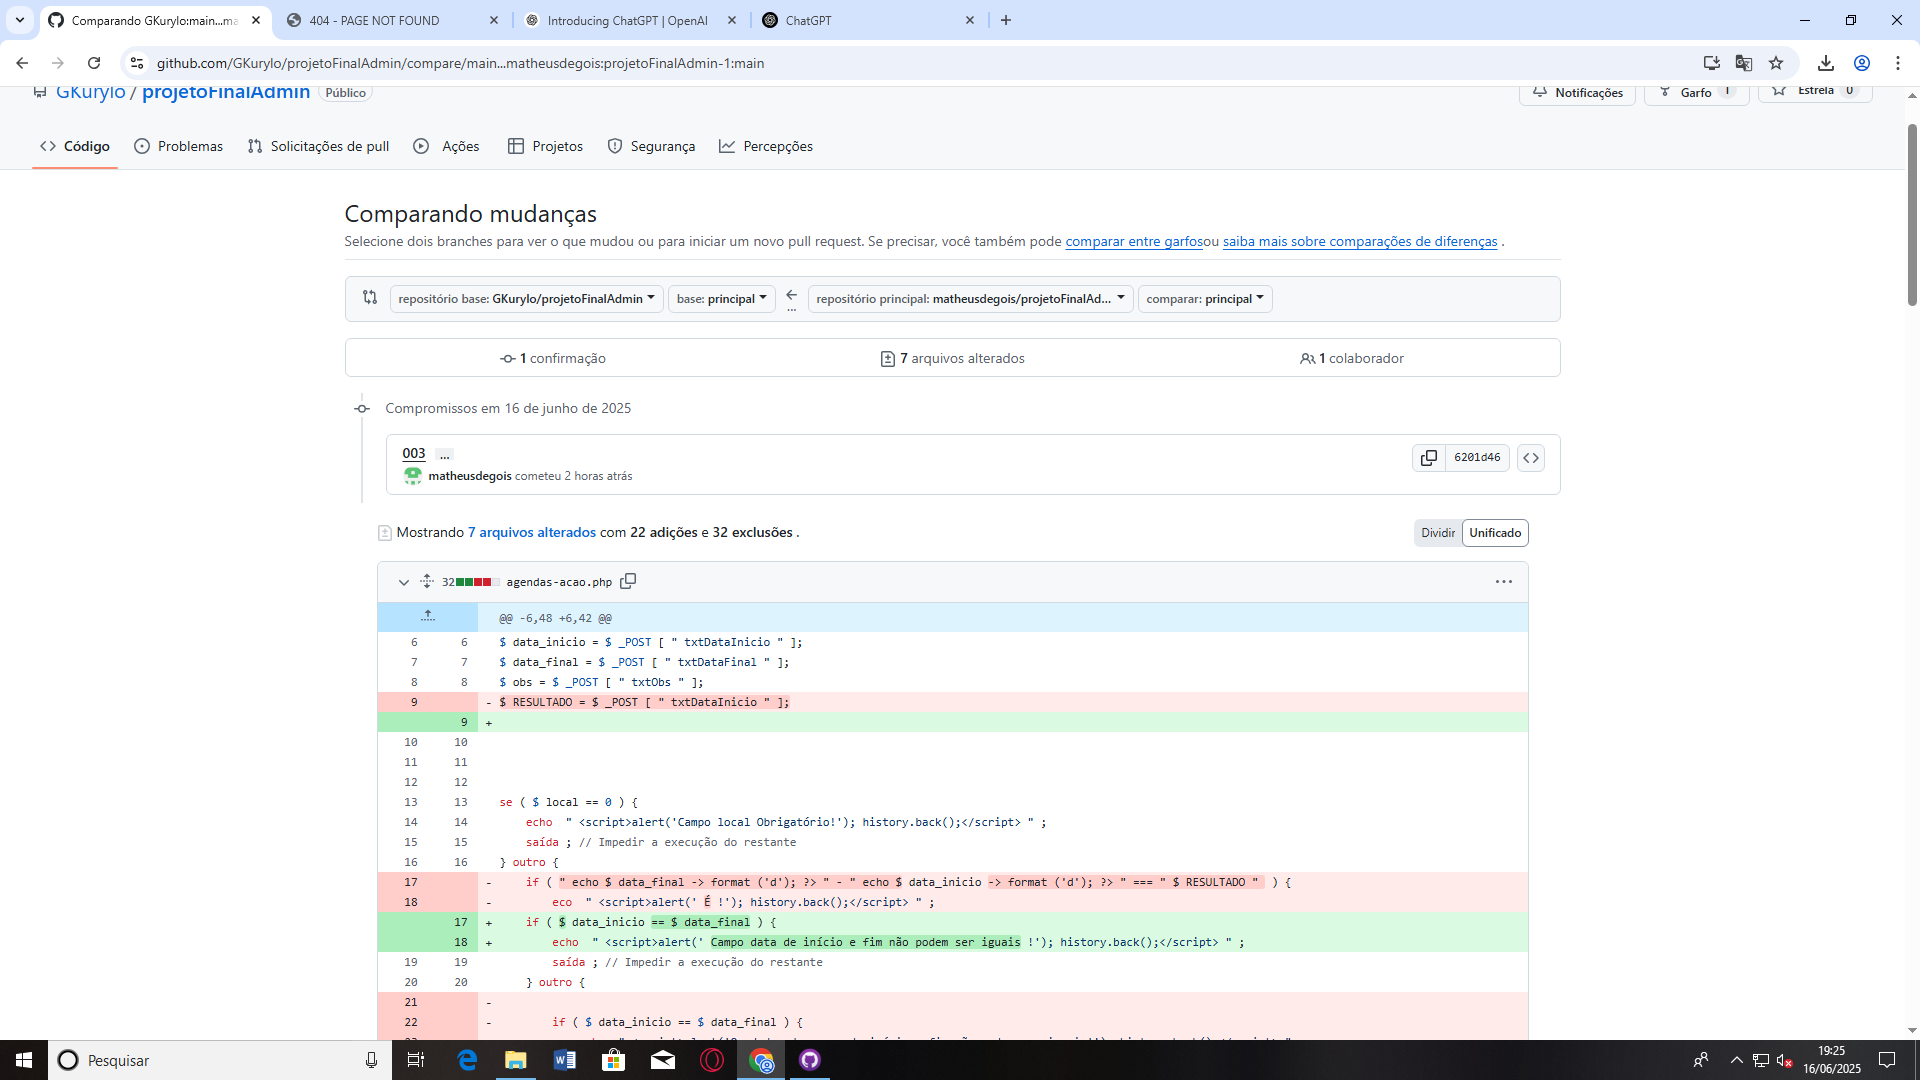 Comparando GKurylo:main...ma
404 - PAGE NOT FOUND
Introducing ChatGPT | OpenAI
ChatGPT
github.com/GKurylo/projetoFinalAdmin/compare/main...matheusdegois:projetoFinalAdmin-1:main
GKurylo / projetoFinalAdmin Público
Notificações
Garfo 1
Estrela 0
Código
Problemas
Solicitações de pull
Ações
Projetos
Segurança
Percepções
Comparando mudanças
Selecione dois branches para ver o que mudou ou para iniciar um novo pull request. Se precisar, você também pode comparar entre garfosou saiba mais sobre comparações de diferenças .
repositório base: GKurylo/projetoFinalAdmin
base: principal
...
repositório principal: matheusdegois/projetoFinalAd...
comparar: principal
1 confirmação
7 arquivos alterados
1 colaborador
Compromissos em 16 de junho de 2025
003 ...
6201d46
matheusdegois cometeu 2 horas atrás
Mostrando 7 arquivos alterados com 22 adições e 32 exclusões .
Dividir Unificado
32 agendas-acao.php
@@ -6,48 +6,42 @@
6 6 $ data_inicio = $ _POST [ " txtDataInicio " ];
7 7 $ data_final = $ _POST [ " txtDataFinal " ];
8 8 $ obs = $ _POST [ " txtObs " ];
9 - $ RESULTADO = $ _POST [ " txtDataInicio " ];
9 +
10 10
11 11
12 12
13 13 se ( $ local == 0 ) {
14 14 echo " <script>alert('Campo local Obrigatório!'); history.back();</script> " ;
15 15 saída ; // Impedir a execução do restante
16 16 } outro {
17 - if ( " echo $ data_final -> format ('d'); ?> " - " echo $ data_inicio -> format ('d'); ?> " === " $ RESULTADO " ) {
18 - eco " <script>alert(' É !'); history.back();</script> " ;
17 + if ( $ data_inicio == $ data_final ) {
18 + echo " <script>alert(' Campo data de início e fim não podem ser iguais !'); history.back();</script> " ;
19 19 saída ; // Impedir a execução do restante
20 20 } outro {
21 -
22 - if ( $ data_inicio == $ data_final ) {
Pesquisar
19:25
16/06/2025